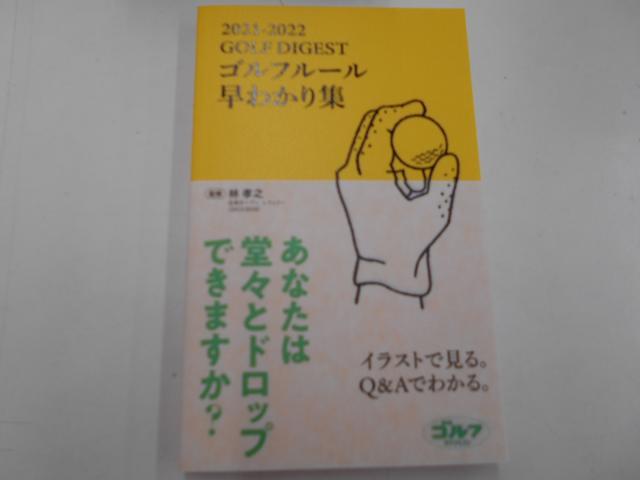 2021-2022
GOLF DIGEST
ゴルフルール
早わかり集
監修 林 孝之
あなたは
堂々とドロップ
できますか?
イラストで見る。
Q&Aでわかる。
ゴルフ